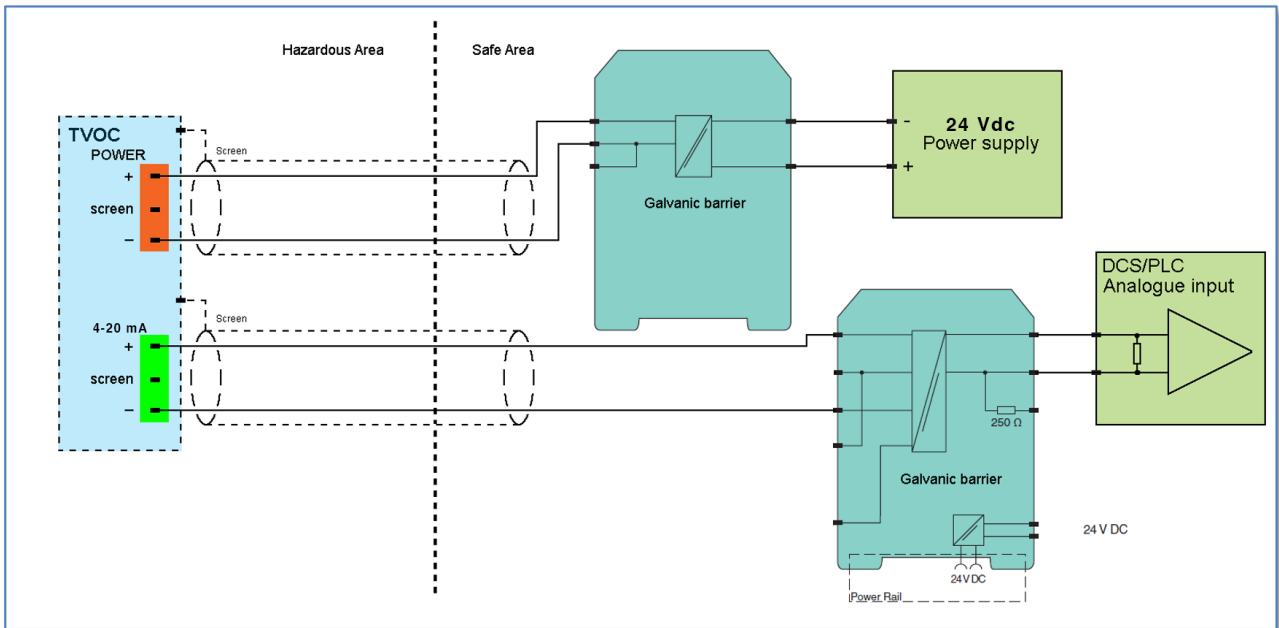 Hazardous Area
Safe Area
TVOC
POWER
+
screen
−
Screen
4-20 mA
+
screen
−
Screen
Galvanic barrier
-
+
24 Vdc
Power supply
DCS/PLC
Analogue input
250 Ω
Galvanic barrier
24 V DC
24 V DC
Power Rail